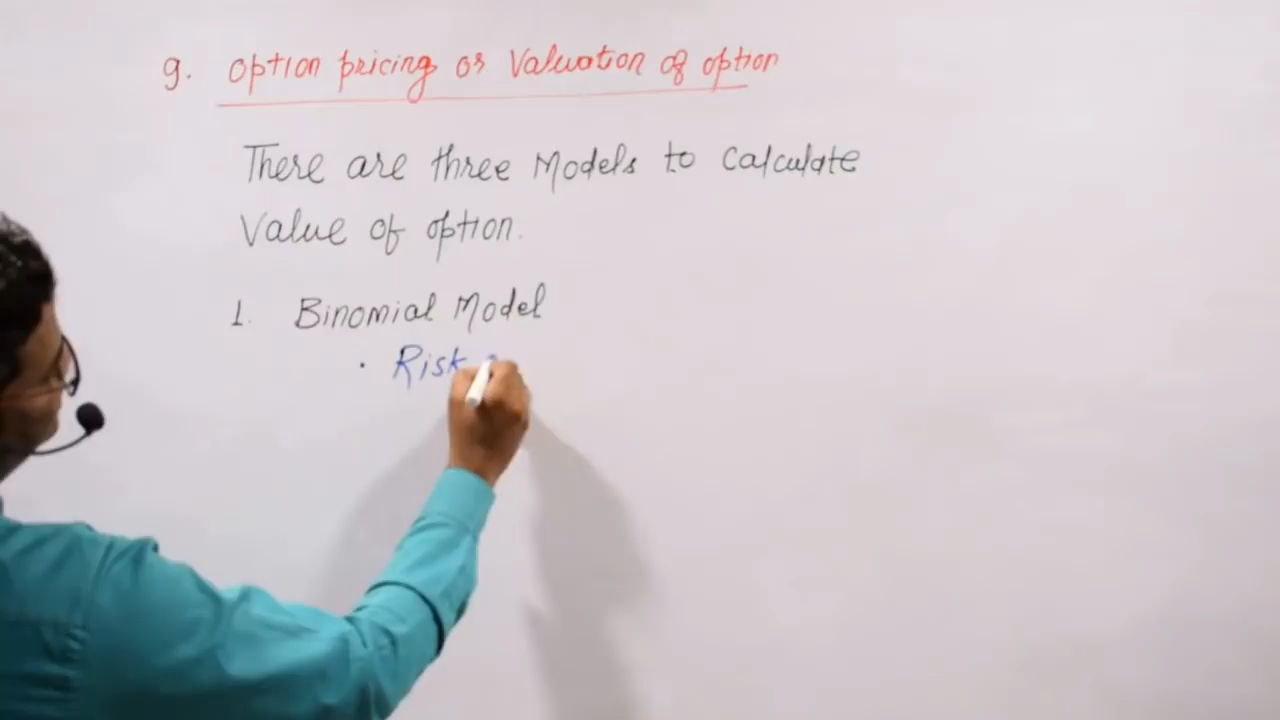 9. Option pricing or Valuation of option
There are three Models to Calculate
Value of option.
1. Binomial Model
· Risk